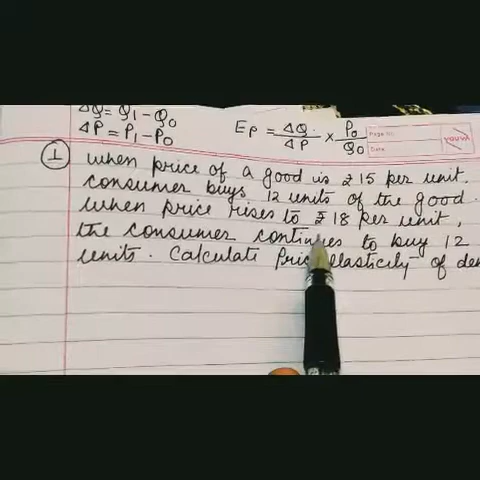 ΔQ = Q1 - Q0
ΔP = P1 - P0
EP = ΔQ/ΔP × P0/Q0
Page No.
Date
YOUVA
1 When price of a good is ₹15 per unit.
consumer buys 12 units of the good.
When price rises to ₹18 per unit,
the consumer continues to buy 12
units. Calculate Price elasticity of